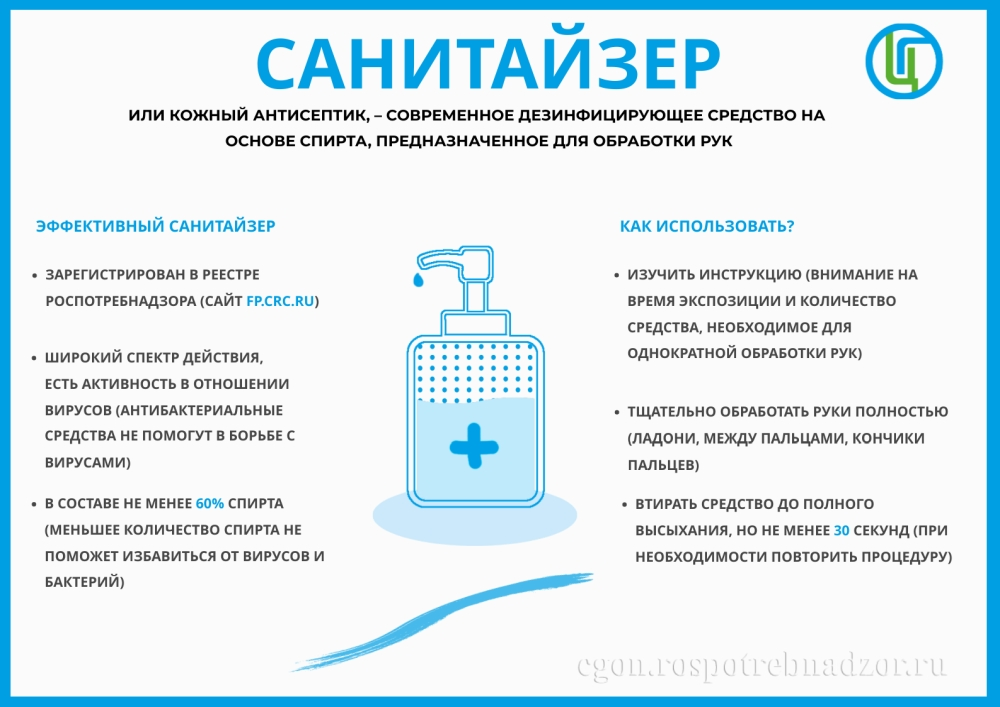 САНИТАЙЗЕР
ИЛИ КОЖНЫЙ АНТИСЕПТИК, – СОВРЕМЕННОЕ ДЕЗИНФИЦИРУЮЩЕЕ СРЕДСТВО НА
ОСНОВЕ СПИРТА, ПРЕДНАЗНАЧЕННОЕ ДЛЯ ОБРАБОТКИ РУК
ЭФФЕКТИВНЫЙ САНИТАЙЗЕР
• ЗАРЕГИСТРИРОВАН В РЕЕСТРЕ
РОСПОТРЕБНАДЗОРА (САЙТ FP.CRC.RU)
• ШИРОКИЙ СПЕКТР ДЕЙСТВИЯ,
ЕСТЬ АКТИВНОСТЬ В ОТНОШЕНИИ
ВИРУСОВ (АНТИБАКТЕРИАЛЬНЫЕ
СРЕДСТВА НЕ ПОМОГУТ В БОРЬБЕ С
ВИРУСАМИ)
• В СОСТАВЕ НЕ МЕНЕЕ 60% СПИРТА
(МЕНЬШЕЕ КОЛИЧЕСТВО СПИРТА НЕ
ПОМОЖЕТ ИЗБАВИТЬСЯ ОТ ВИРУСОВ И
БАКТЕРИЙ)
КАК ИСПОЛЬЗОВАТЬ?
• ИЗУЧИТЬ ИНСТРУКЦИЮ (ВНИМАНИЕ НА
ВРЕМЯ ЭКСПОЗИЦИИ И КОЛИЧЕСТВО
СРЕДСТВА, НЕОБХОДИМОЕ ДЛЯ
ОДНОКРАТНОЙ ОБРАБОТКИ РУК)
• ТЩАТЕЛЬНО ОБРАБОТАТЬ РУКИ ПОЛНОСТЬЮ
(ЛАДОНИ, МЕЖДУ ПАЛЬЦАМИ, КОНЧИКИ
ПАЛЬЦЕВ)
• ВТИРАТЬ СРЕДСТВО ДО ПОЛНОГО
ВЫСЫХАНИЯ, НО НЕ МЕНЕЕ 30 СЕКУНД (ПРИ
НЕОБХОДИМОСТИ ПОВТОРИТЬ ПРОЦЕДУРУ)
cgon.rospotrebnadzor.ru